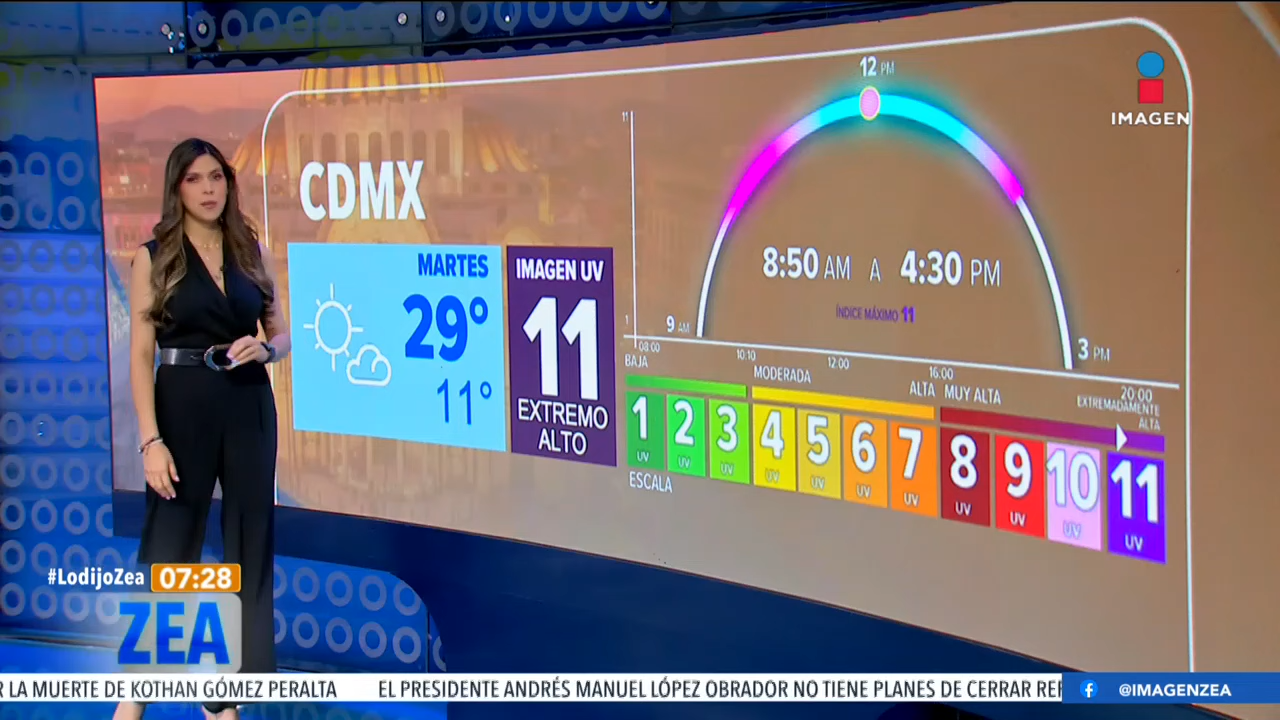 12 PM
IMAGEN
CDMX
11
MARTES
29°
11°
IMAGEN UV
11
EXTREMO
ALTO
8:50 AM A 4:30 PM
ÍNDICE MÁXIMO 11
1
9 AM
3 PM
08:00
10:10
12:00
16:00
20:00
BAJA
MODERADA
ALTA
MUY ALTA
EXTREMADAMENTE
ALTA
1 2 3 4 5 6 7 8 9 10 11
UV UV UV UV UV UV UV UV UV UV UV
ESCALA
#LodijoZea 07:28
ZEA
R LA MUERTE DE KOTHAN GÓMEZ PERALTA EL PRESIDENTE ANDRÉS MANUEL LÓPEZ OBRADOR NO TIENE PLANES DE CERRAR REF
@IMAGENZEA